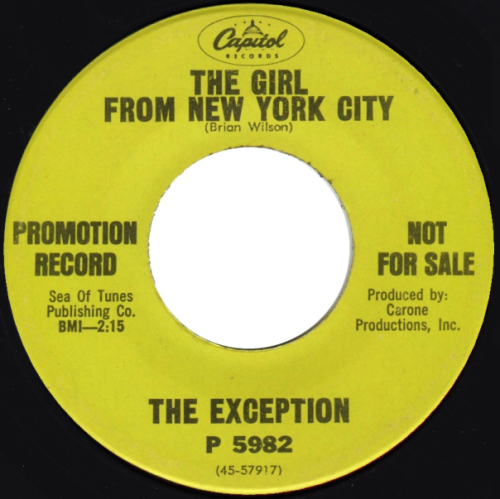 Capitol
RECORDS
THE GIRL
FROM NEW YORK CITY
(Brian Wilson)
PROMOTION
RECORD
NOT
FOR SALE
Sea Of Tunes
Publishing Co.
BMI—2:15
Produced by:
Carone
Productions, Inc.
THE EXCEPTION
P 5982
(45-57917)